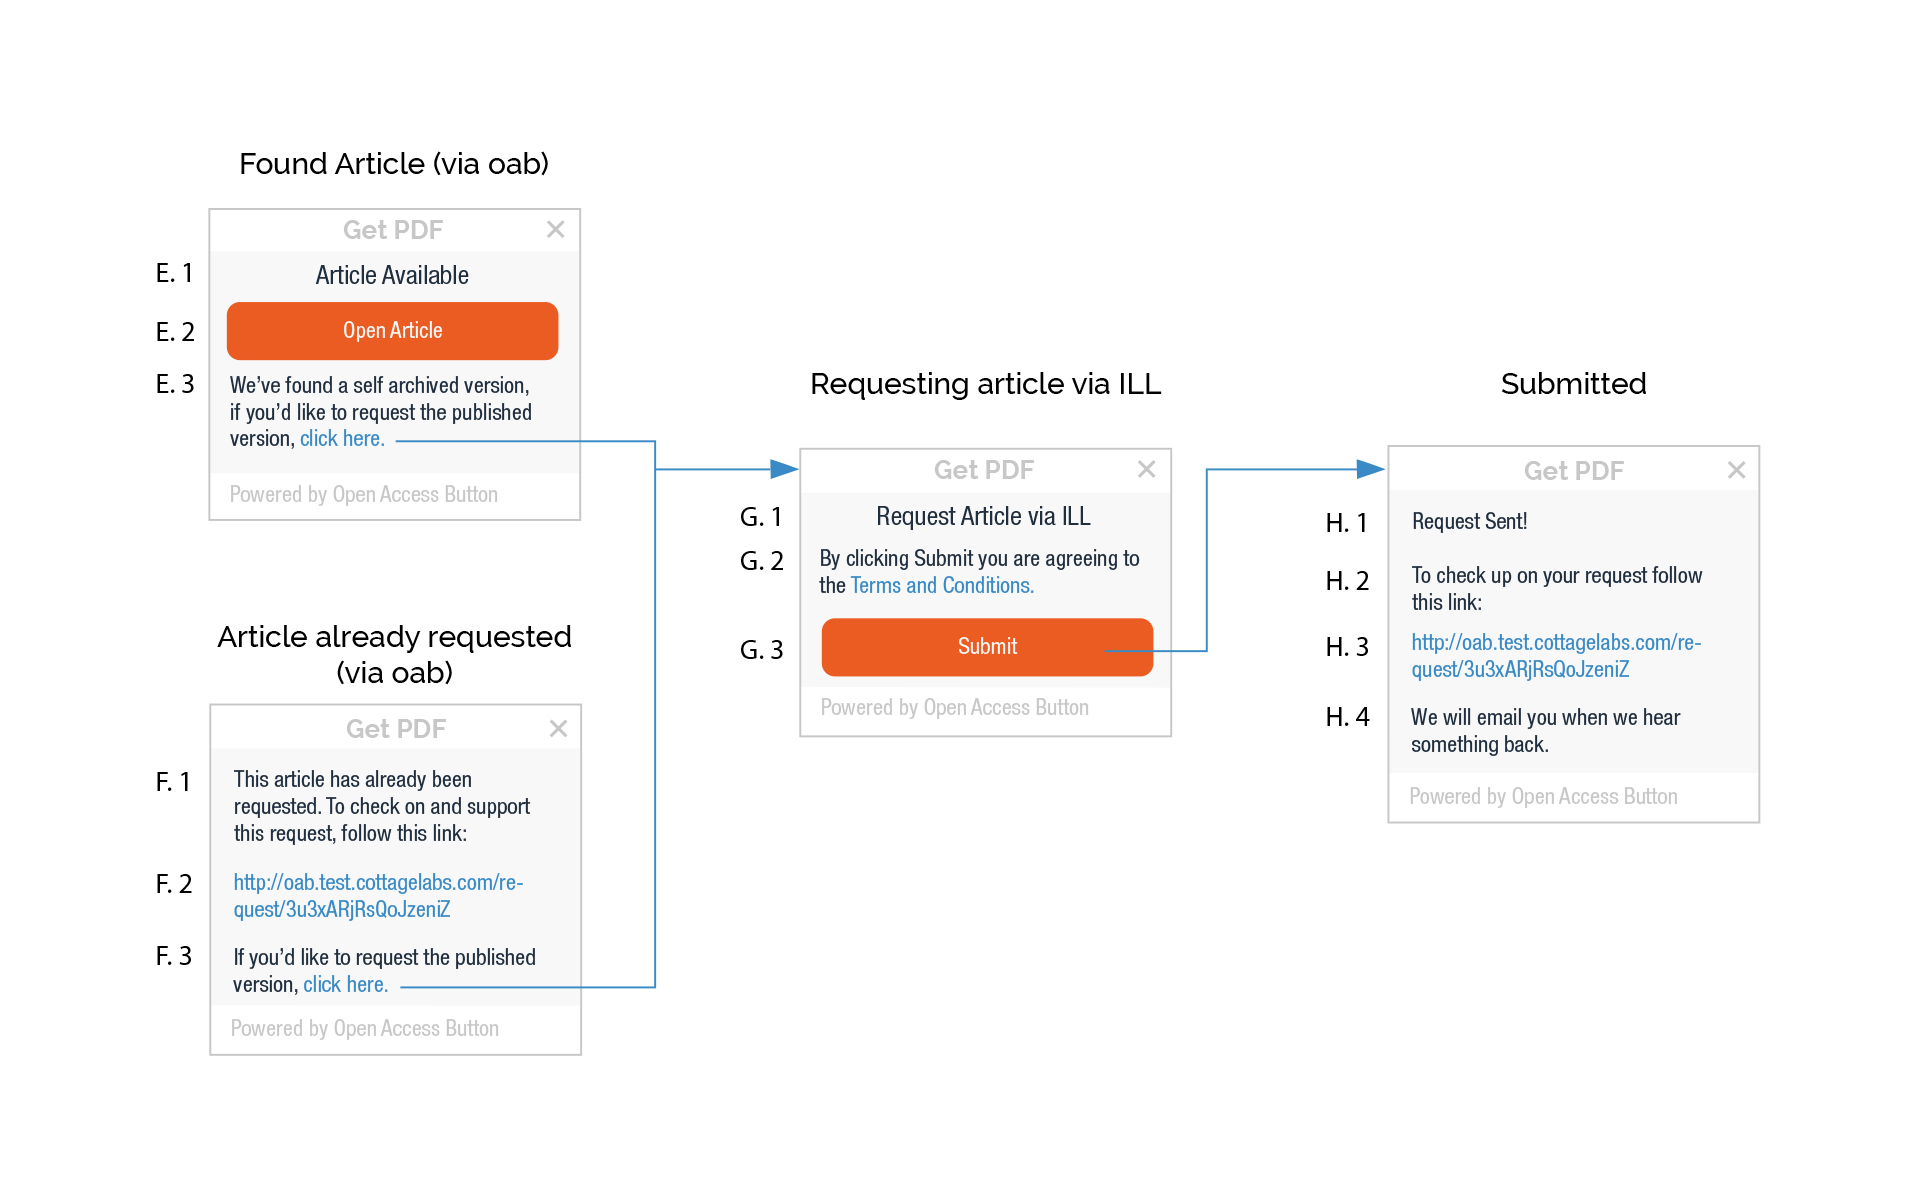 Found Article (via oab)
Get PDF
E. 1
Article Available
E. 2
Open Article
E. 3
We’ve found a self archived version,
if you’d like to request the published
version, click here.
Powered by Open Access Button
Article already requested
(via oab)
Get PDF
F. 1
This article has already been
requested. To check on and support
this request, follow this link:
F. 2
http://oab.test.cottagelabs.com/re-
quest/3u3xARjRsQoJzeniZ
F. 3
If you’d like to request the published
version, click here.
Powered by Open Access Button
Requesting article via ILL
Get PDF
G. 1
Request Article via ILL
G. 2
By clicking Submit you are agreeing to
the Terms and Conditions.
G. 3
Submit
Powered by Open Access Button
Submitted
Get PDF
H. 1
Request Sent!
H. 2
To check up on your request follow
this link:
H. 3
http://oab.test.cottagelabs.com/re-
quest/3u3xARjRsQoJzeniZ
H. 4
We will email you when we hear
something back.
Powered by Open Access Button